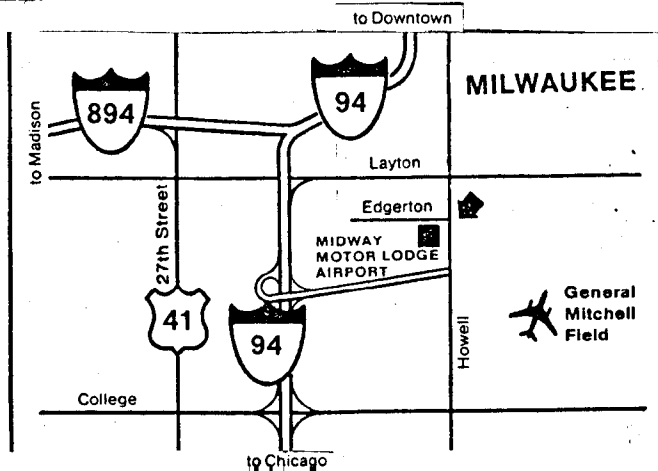 to Downtown
MILWAUKEE
894
94
to Madison
Layton
Edgerton
27th Street
MIDWAY
MOTOR LODGE
AIRPORT
41
94
General
Mitchell
Field
Howell
College
to Chicago